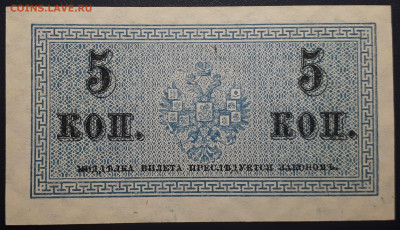 COINS.LAVE.RU
5 5
КОП. КОП.
ПОДДѢЛКА БИЛЕТА ПРЕСЛѢДУЕТСЯ ЗАКОНОМЪ.